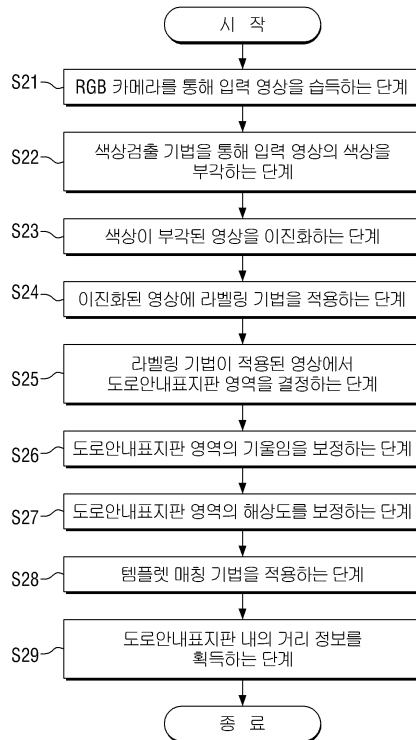 시 작
S21
RGB 카메라를 통해 입력 영상을 습득하는 단계
S22
색상검출 기법을 통해 입력 영상의 색상을
부각하는 단계
S23
색상이 부각된 영상을 이진화하는 단계
S24
이진화된 영상에 라벨링 기법을 적용하는 단계
S25
라벨링 기법이 적용된 영상에서
도로안내표지판 영역을 결정하는 단계
S26
도로안내표지판 영역의 기울임을 보정하는 단계
S27
도로안내표지판 영역의 해상도를 보정하는 단계
S28
템플렛 매칭 기법을 적용하는 단계
S29
도로안내표지판 내의 거리 정보를
획득하는 단계
종 료